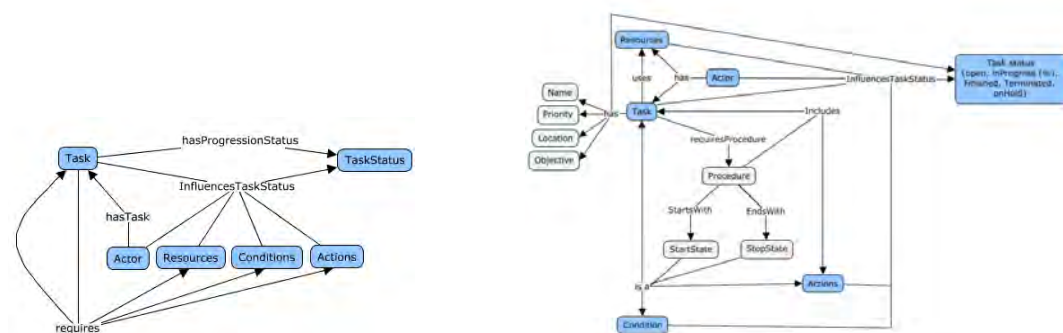 hasProgressionStatus
Task
TaskStatus
InfluencesTaskStatus
hasTask
Actor
Resources
Conditions
Actions
requires
Resources
Task status
(open, inProgress (%),
Finished, Terminated,
onHold)
uses
has
Actor
InfluencesTaskStatus
Name
Priority
has
Task
Includes
Location
Objective
requiresProcedure
Procedure
StartsWith
EndsWith
StartState
StopState
is a
Actions
Condition